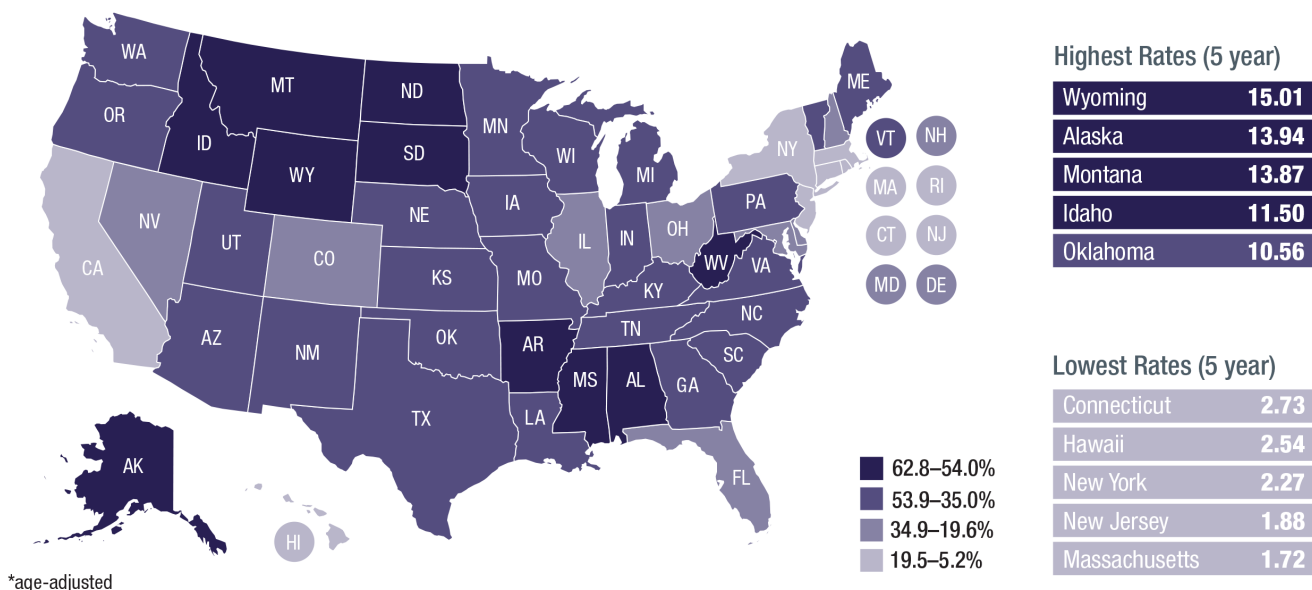 WA
OR
CA
NV
ID
MT
WY
UT
AZ
CO
NM
ND
SD
NE
KS
OK
TX
MN
IA
MO
AR
LA
WI
IL
MI
IN
OH
KY
TN
MS
AL
GA
FL
SC
NC
VA
WV
PA
NY
ME
VT
NH
MA
RI
CT
NJ
MD
DE
AK
HI
62.8–54.0%
53.9–35.0%
34.9–19.6%
19.5–5.2%
*age-adjusted
Highest Rates (5 year)
Wyoming 15.01
Alaska 13.94
Montana 13.87
Idaho 11.50
Oklahoma 10.56
Lowest Rates (5 year)
Connecticut 2.73
Hawaii 2.54
New York 2.27
New Jersey 1.88
Massachusetts 1.72